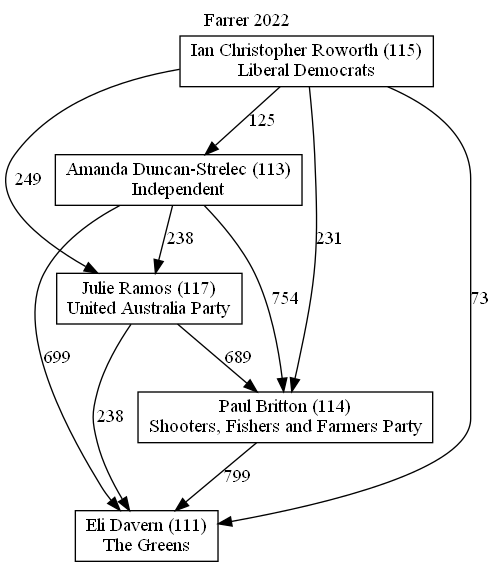 Farrer 2022
Ian Christopher Roworth (115)
Liberal Democrats
125
Amanda Duncan-Strelec (113)
Independent
249
238
231
Julie Ramos (117)
United Australia Party
754
73
699
689
238
Paul Britton (114)
Shooters, Fishers and Farmers Party
799
Eli Davern (111)
The Greens